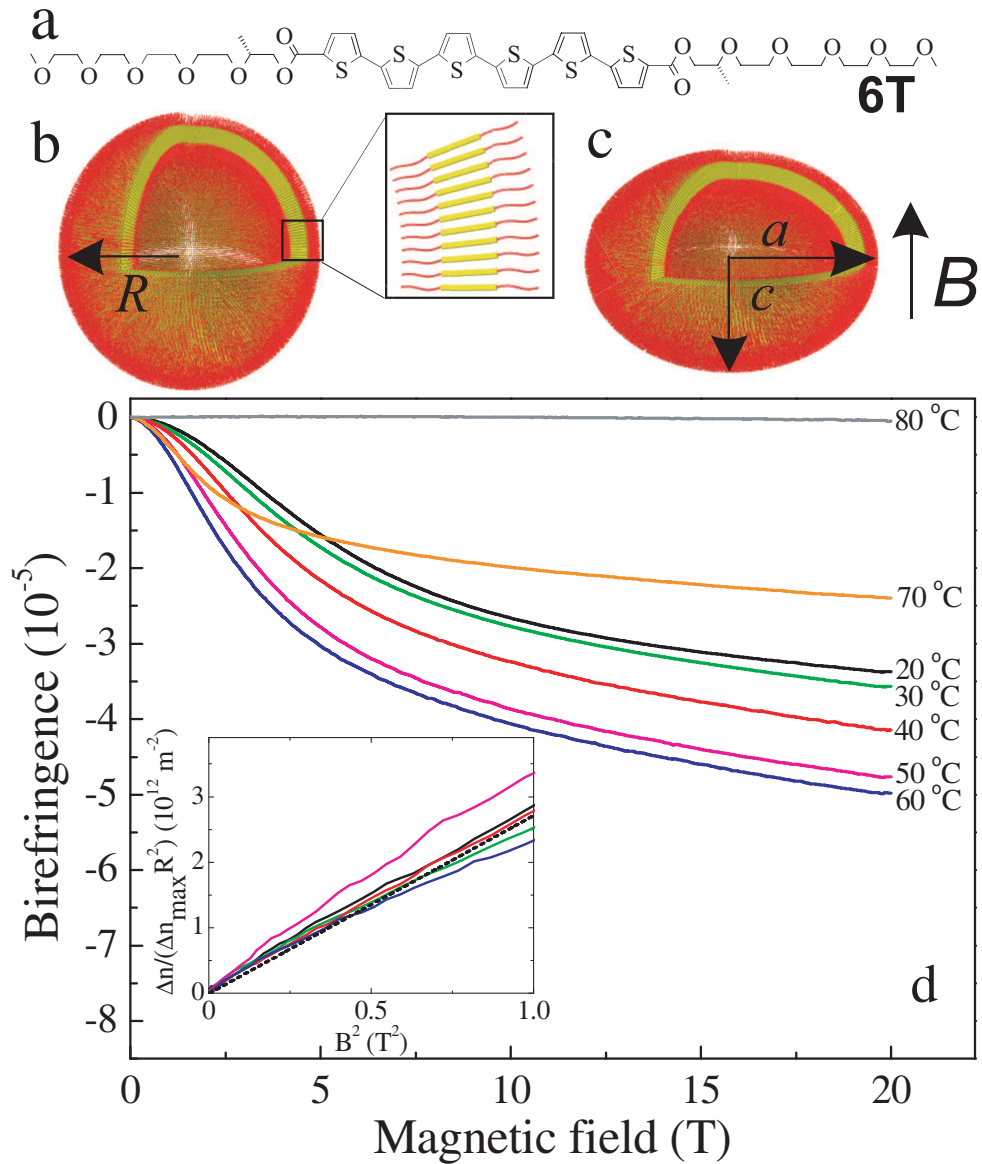 a
O O O O O O O S S S S S S O O O O O O O
6T
b
c
R
a
c
B
0
-1
-2
-3
-4
-5
-6
-7
-8
Birefringence (10⁻⁵)
80 °C
70 °C
20 °C
30 °C
40 °C
50 °C
60 °C
Δn/(Δn_max R²) (10¹² m⁻²)
3
2
1
0
0 0.5 1.0
B² (T²)
d
0 5 10 15 20
Magnetic field (T)